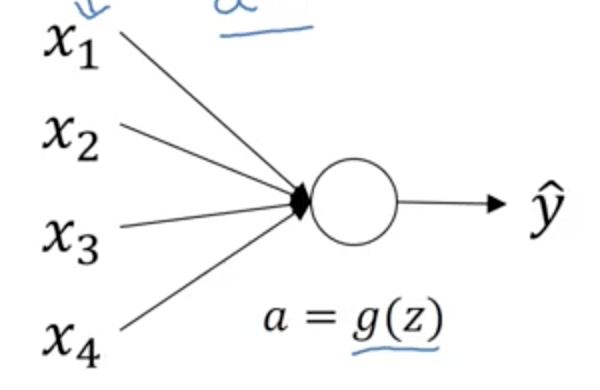 x₁
x₂
x₃
x₄
ŷ
a = g(z)